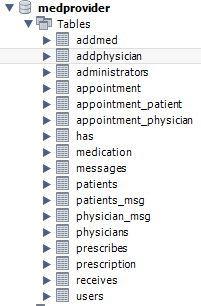 medprovider
Tables
addmed
addphysician
administrators
appointment
appointment_patient
appointment_physician
has
medication
messages
patients
patients_msg
physician_msg
physicians
prescribes
prescription
receives
users